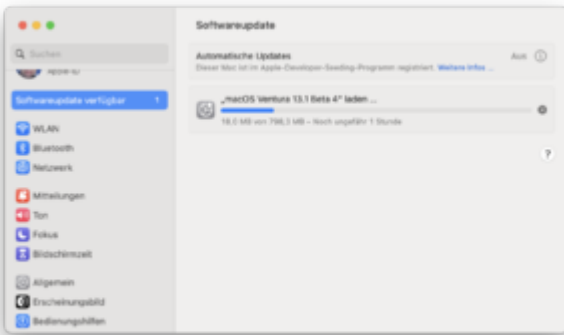 Softwareupdate
Suchen
Apple-ID
Softwareupdate verfügbar 1
WLAN
Bluetooth
Netzwerk
Mitteilungen
Ton
Fokus
Bildschirmzeit
Allgemein
Erscheinungsbild
Bedienungshilfen
Automatische Updates
Aus
Dieser Mac ist im Apple-Developer-Seeding-Programm registriert. Weitere Infos ...
„macOS Ventura 13.1 Beta 4“ laden ...
MB von 798,3 MB – Noch ungefähr 1 Stunde
?